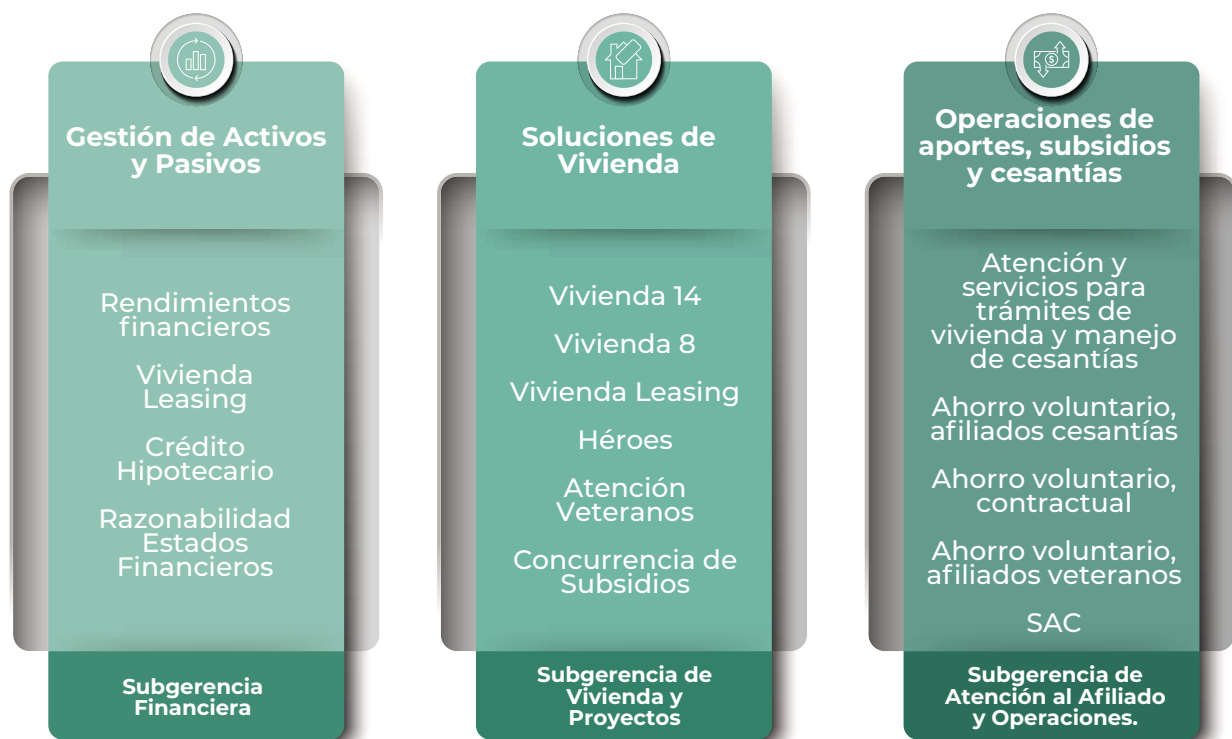 Gestión de Activos
y Pasivos
Rendimientos
financieros
Vivienda
Leasing
Crédito
Hipotecario
Razonabilidad
Estados
Financieros
Subgerencia
Financiera
Soluciones de
Vivienda
Vivienda 14
Vivienda 8
Vivienda Leasing
Héroes
Atención
Veteranos
Concurrencia de
Subsidios
Subgerencia de
Vivienda y
Proyectos
Operaciones de
aportes, subsidios
y cesantías
Atención y
servicios para
trámites de
vivienda y manejo
de cesantías
Ahorro voluntario,
afiliados cesantías
Ahorro voluntario,
contractual
Ahorro voluntario,
afiliados veteranos
SAC
Subgerencia de
Atención al Afiliado
y Operaciones.